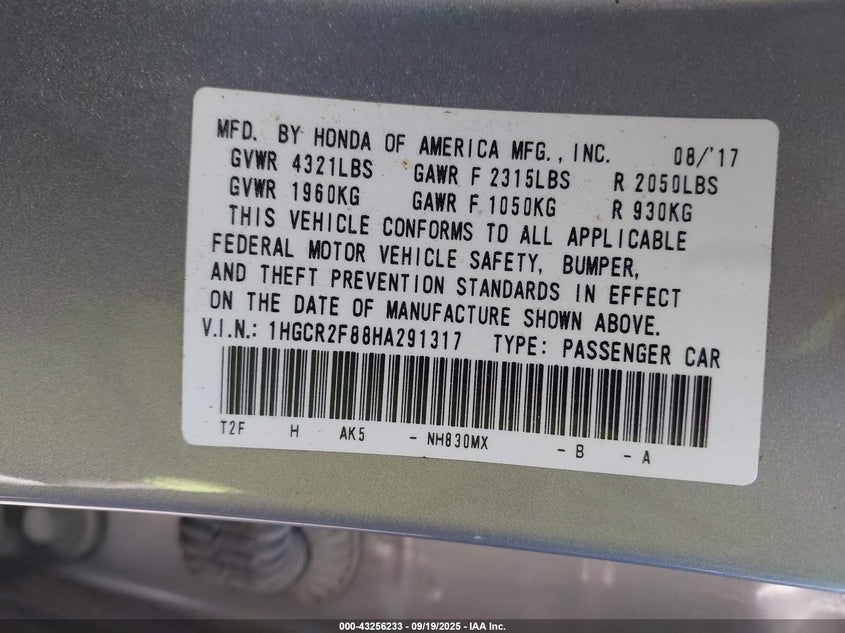 MFD. BY HONDA OF AMERICA MFG., INC. 08/'17
GVWR 4321LBS GAWR F 2315LBS R 2050LBS
GVWR 1960KG GAWR F 1050KG R 930KG
THIS VEHICLE CONFORMS TO ALL APPLICABLE
FEDERAL MOTOR VEHICLE SAFETY, BUMPER,
AND THEFT PREVENTION STANDARDS IN EFFECT
ON THE DATE OF MANUFACTURE SHOWN ABOVE.
V.I.N.: 1HGCR2F88HA291317 TYPE: PASSENGER CAR
T2F H AK5 - NH830MX - B - A
000-43256233 - 09/19/2025 - IAA Inc.